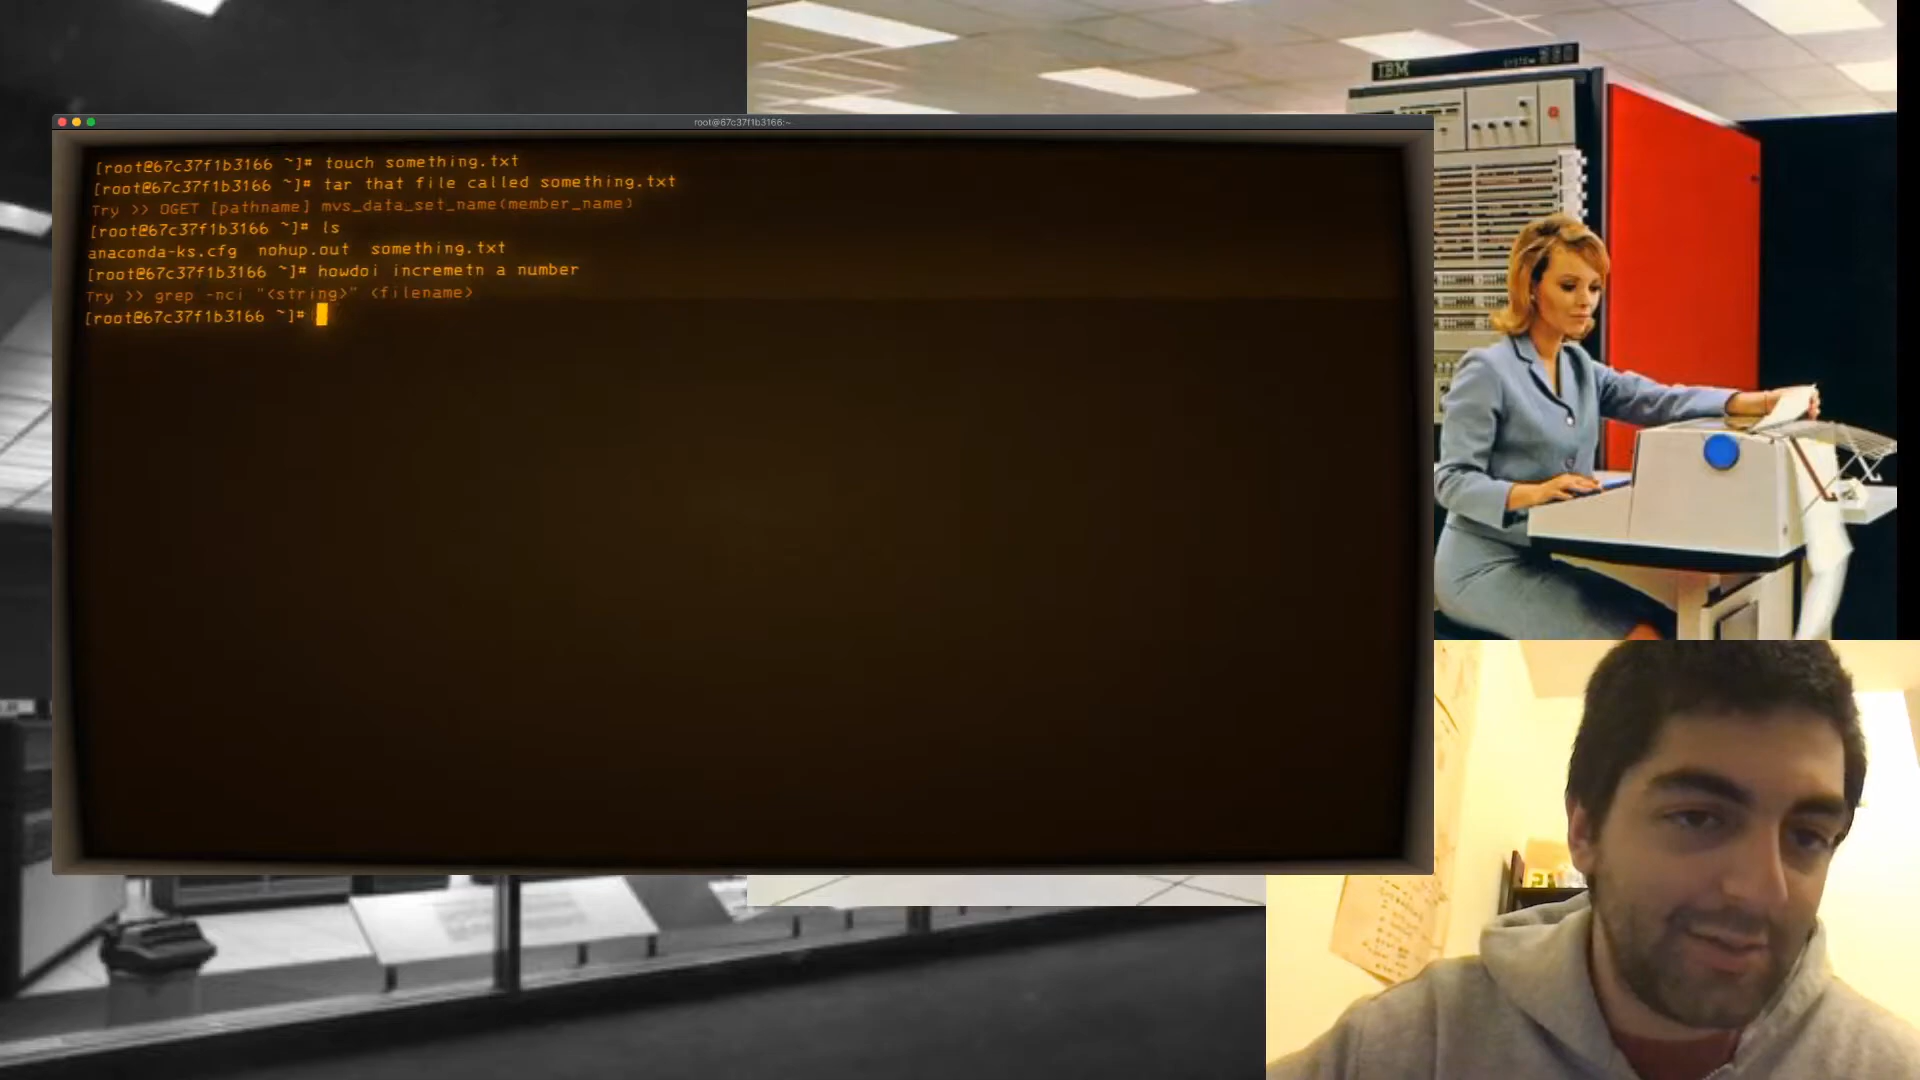 IBM SYSTEM 360
root@67c37f1b3166:~
[root@67c37f1b3166 ~]# touch something.txt
[root@67c37f1b3166 ~]# tar that file called something.txt
Try >> OGET [pathname] mvs_data_set_name(member_name)
[root@67c37f1b3166 ~]# ls
anaconda-ks.cfg nohup.out something.txt
[root@67c37f1b3166 ~]# howdoi incremetn a number
Try >> grep -nci "<string>" <filename>
[root@67c37f1b3166 ~]#